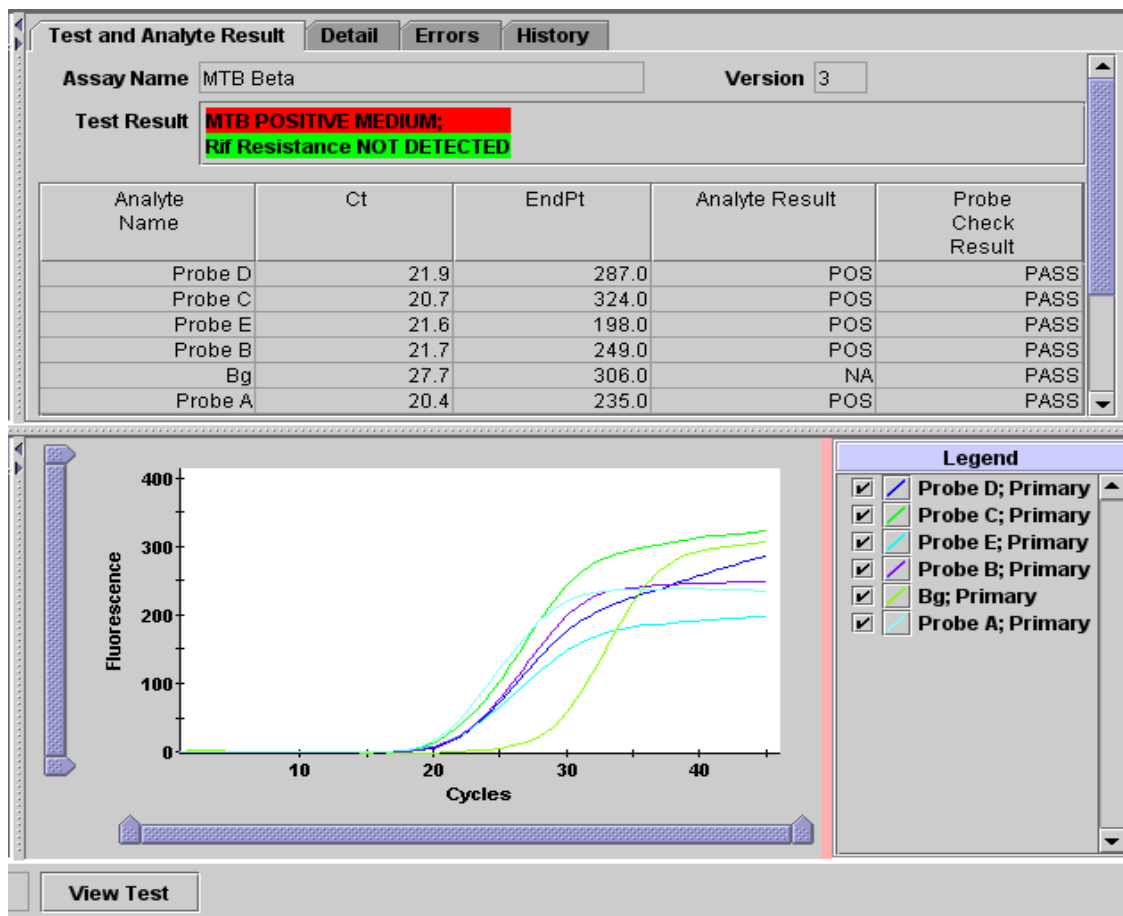 Test and Analyte Result Detail Errors History
Assay Name MTB Beta Version 3
Test Result MTB POSITIVE MEDIUM;
Rif Resistance NOT DETECTED
Analyte Name Ct EndPt Analyte Result Probe Check Result
Probe D 21.9 287.0 POS PASS
Probe C 20.7 324.0 POS PASS
Probe E 21.6 198.0 POS PASS
Probe B 21.7 249.0 POS PASS
Bg 27.7 306.0 NA PASS
Probe A 20.4 235.0 POS PASS
400
300
200
100
0
Fluorescence
10 20 30 40
Cycles
Legend
Probe D; Primary
Probe C; Primary
Probe E; Primary
Probe B; Primary
Bg; Primary
Probe A; Primary
View Test